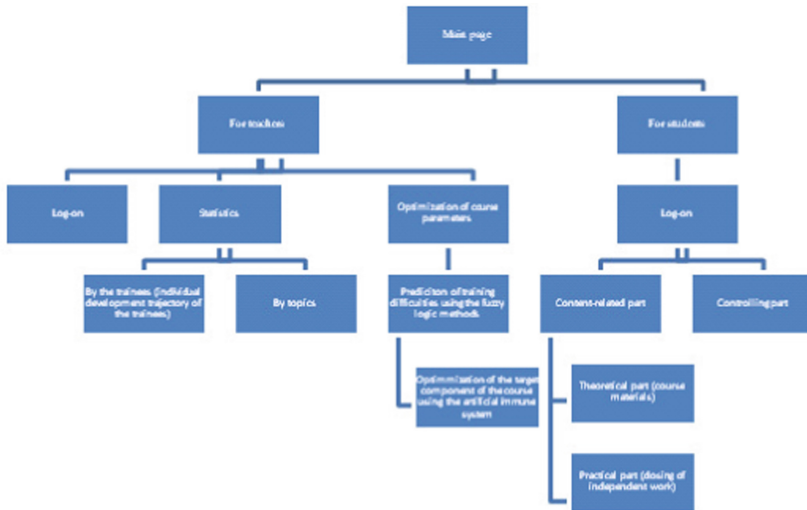 Main page
For teachers
For students
Log-on
Statistics
Optimization of course
parameters
Log-on
By the trainees (individual
development trajectory of
the trainees)
By topics
Prediciton of training
difficulties using the fuzzy
logic methods
Content-related part
Controlling part
Optimmization of the target
component of the course
using the artificial immune
system
Theoretical part (course
materials)
Practical part (dosing of
independent work)